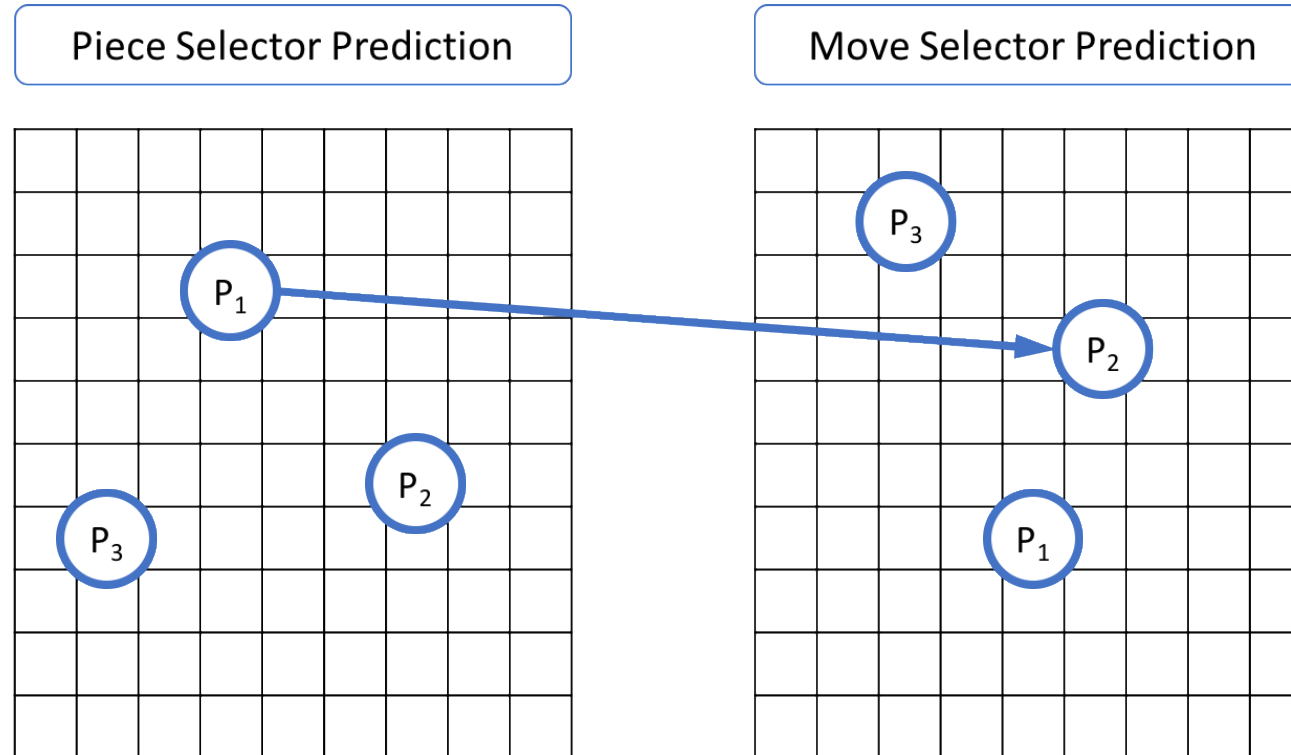 Piece Selector Prediction
Move Selector Prediction
P₁
P₂
P₃
P₃
P₂
P₁